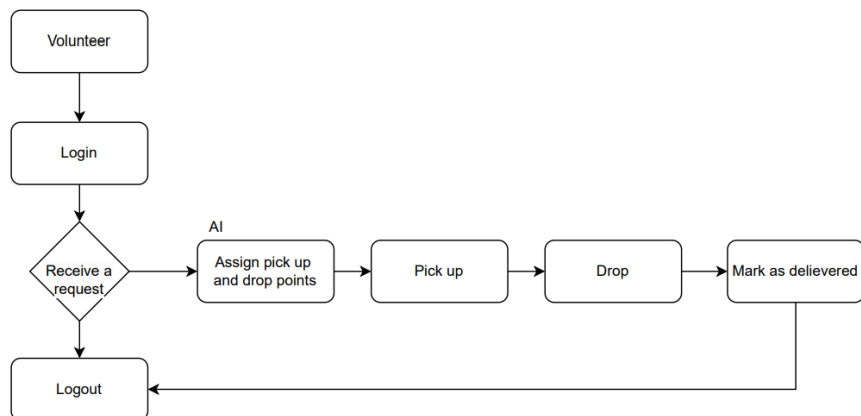 Volunteer
Login
AI
Receive a
request
Assign pick up
and drop points
Pick up
Drop
Mark as delievered
Logout